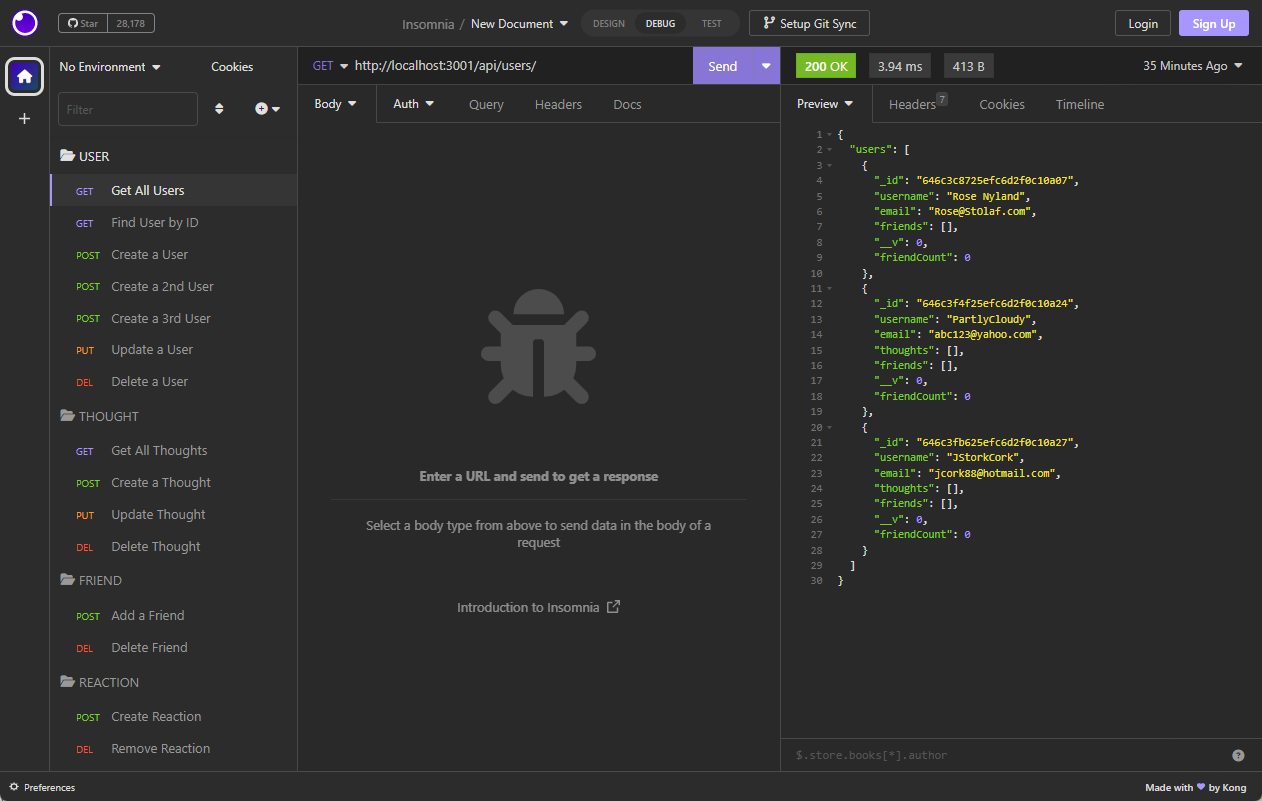 Star 28,178
Insomnia / New Document
DESIGN DEBUG TEST
Setup Git Sync
Login Sign Up
No Environment Cookies
Filter
USER
GET Get All Users
GET Find User by ID
POST Create a User
POST Create a 2nd User
POST Create a 3rd User
PUT Update a User
DEL Delete a User
THOUGHT
GET Get All Thoughts
POST Create a Thought
PUT Update Thought
DEL Delete Thought
FRIEND
POST Add a Friend
DEL Delete Friend
REACTION
POST Create Reaction
DEL Remove Reaction
GET http://localhost:3001/api/users/ Send
Body Auth Query Headers Docs
Enter a URL and send to get a response
Select a body type from above to send data in the body of a
request
Introduction to Insomnia
200 OK 3.94 ms 413 B 35 Minutes Ago
Preview Headers 7 Cookies Timeline
1 {
2 "users": [
3 {
4 "_id": "646c3c8725efc6d2f0c10a07",
5 "username": "Rose Nyland",
6 "email": "Rose@StOlaf.com",
7 "friends": [],
8 "__v": 0,
9 "friendCount": 0
10 },
11 {
12 "_id": "646c3f4f25efc6d2f0c10a24",
13 "username": "PartlyCloudy",
14 "email": "abc123@yahoo.com",
15 "thoughts": [],
16 "friends": [],
17 "__v": 0,
18 "friendCount": 0
19 },
20 {
21 "_id": "646c3fb625efc6d2f0c10a27",
22 "username": "JStorkCork",
23 "email": "jcork88@hotmail.com",
24 "thoughts": [],
25 "friends": [],
26 "__v": 0,
27 "friendCount": 0
28 }
29 ]
30 }
$.store.books[*].author
Preferences
Made with ♥ by Kong